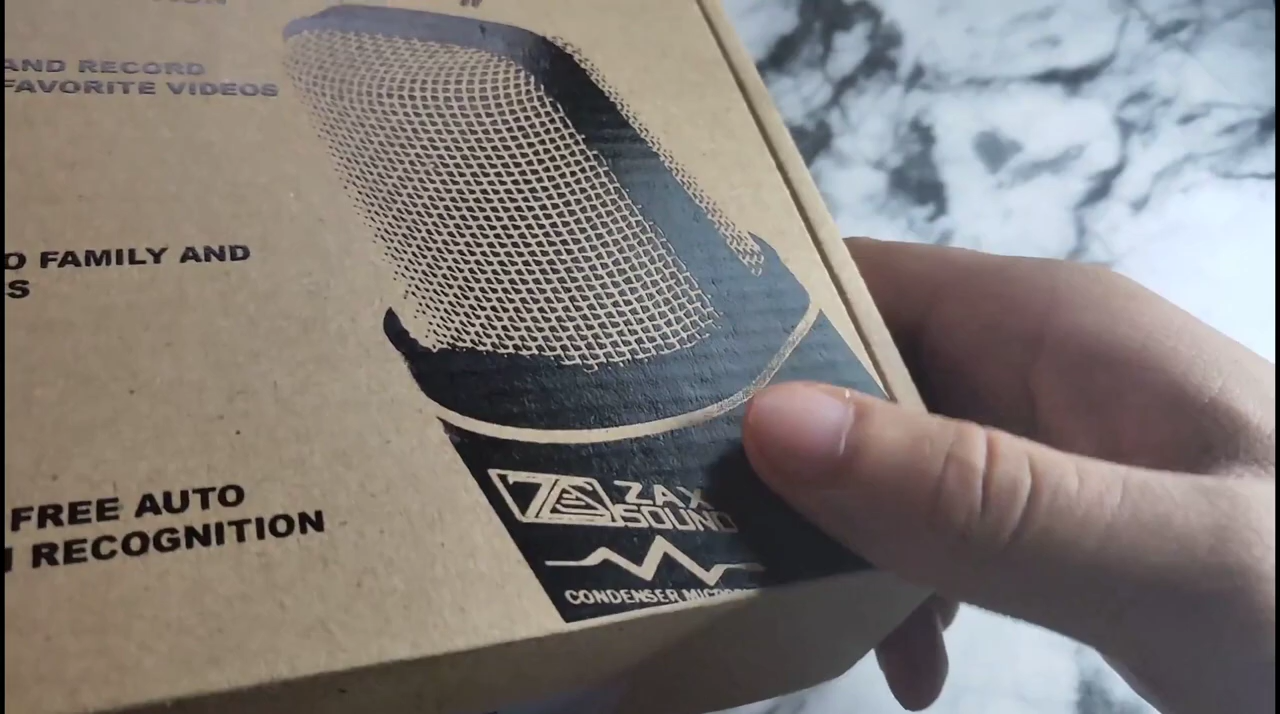 AND RECORD
FAVORITE VIDEOS
O FAMILY AND
S
FREE AUTO
RECOGNITION
ZAX
SOUND
CONDENSER